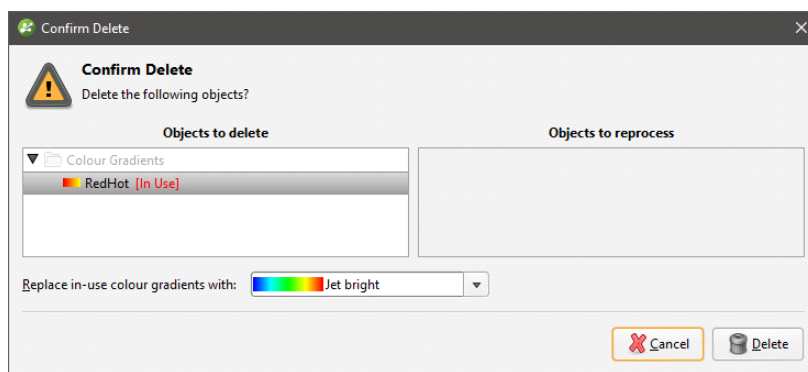 Confirm Delete
Confirm Delete
Delete the following objects?
Objects to delete
Objects to reprocess
Colour Gradients
RedHot [In Use]
Replace in-use colour gradients with: Jet bright
Cancel Delete